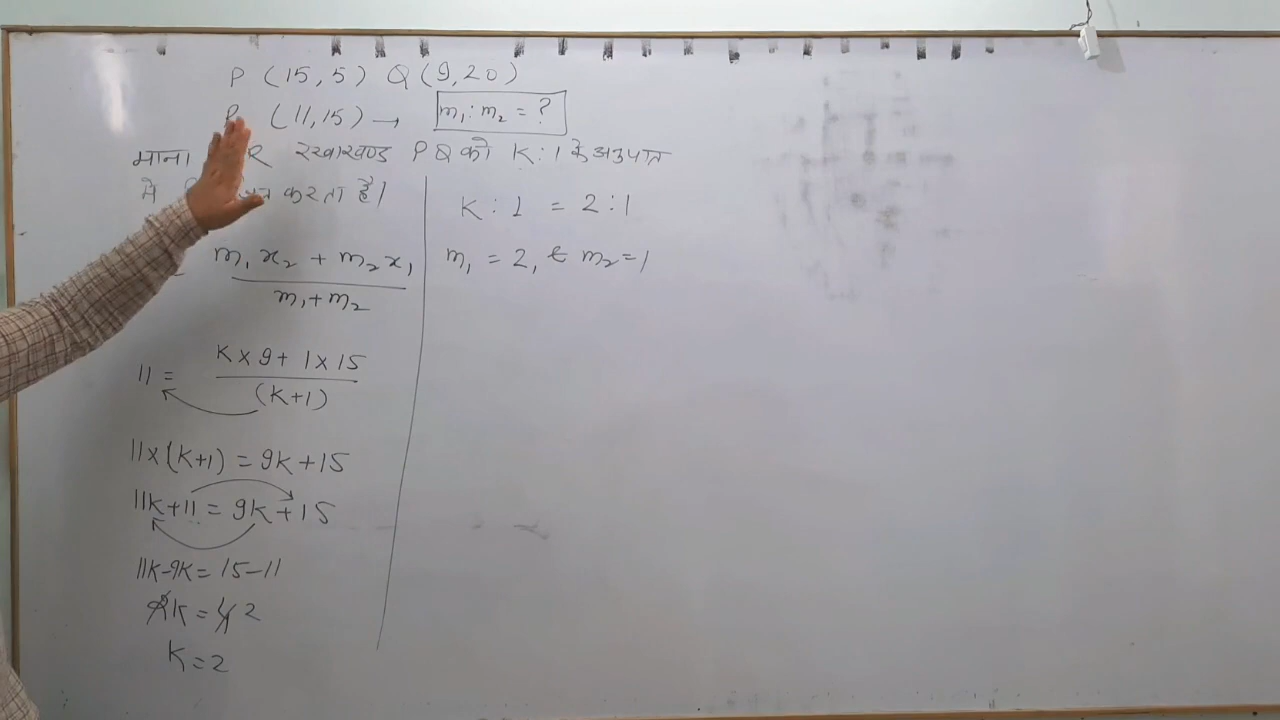 P (15,5) Q (9,20)
R (11,15) → m₁:m₂ = ?
माना R रेखाखण्ड PQ को K:1 के अनुपात
मे करता है।
m₁x₂ + m₂x₁
m₁+m₂
11 = K×9 + 1×15
(K+1)
11×(K+1) = 9K+15
11K+11 = 9K+15
11K-9K = 15-11
2K = 4 2
K = 2
K:1 = 2:1
m₁ = 2, m₂ = 1